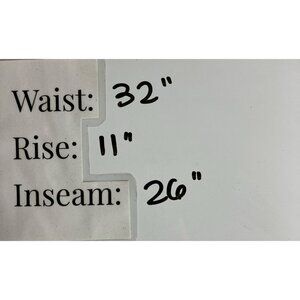 Waist: 32"
Rise: 11"
Inseam: 26"